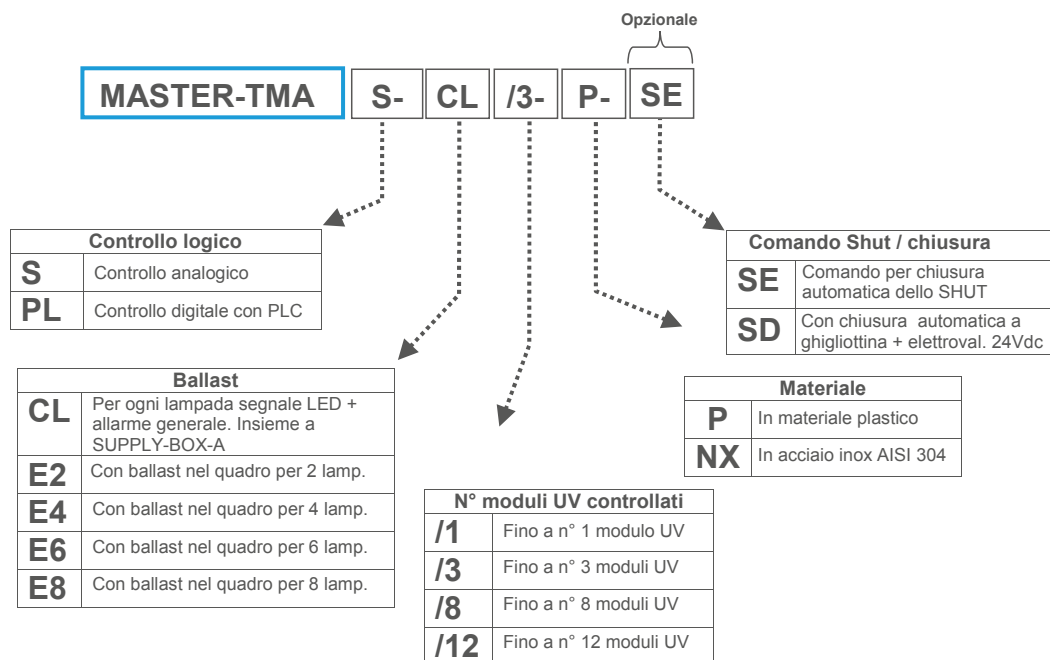 Opzionale
MASTER-TMA S- CL /3- P- SE
Controllo logico
S Controllo analogico
PL Controllo digitale con PLC
Comando Shut / chiusura
SE Comando per chiusura
automatica dello SHUT
SD Con chiusura automatica a
ghigliottina + elettroval. 24Vdc
Ballast
CL Per ogni lampada segnale LED +
allarme generale. Insieme a
SUPPLY-BOX-A
E2 Con ballast nel quadro per 2 lamp.
E4 Con ballast nel quadro per 4 lamp.
E6 Con ballast nel quadro per 6 lamp.
E8 Con ballast nel quadro per 8 lamp.
Materiale
P In materiale plastico
NX In acciaio inox AISI 304
N° moduli UV controllati
/1 Fino a n° 1 modulo UV
/3 Fino a n° 3 moduli UV
/8 Fino a n° 8 moduli UV
/12 Fino a n° 12 moduli UV